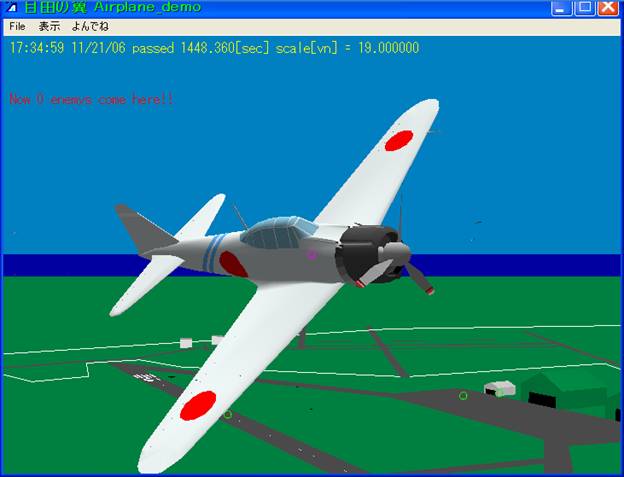 自由の翼 Airplane_demo
File 表示 よんでね
17:34:59 11/21/06 passed 1448.360[sec] scale[vn] = 19.000000
Now 0 enemys come here!!